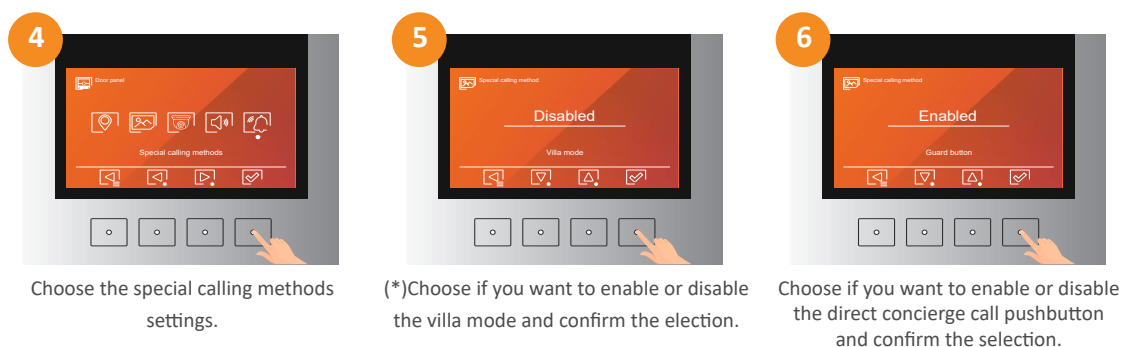 4
Door panel
Special calling methods
Choose the special calling methods
settings.
5
Special calling method
Disabled
Villa mode
(*)Choose if you want to enable or disable
the villa mode and confirm the election.
6
Special calling method
Enabled
Guard button
Choose if you want to enable or disable
the direct concierge call pushbutton
and confirm the selection.